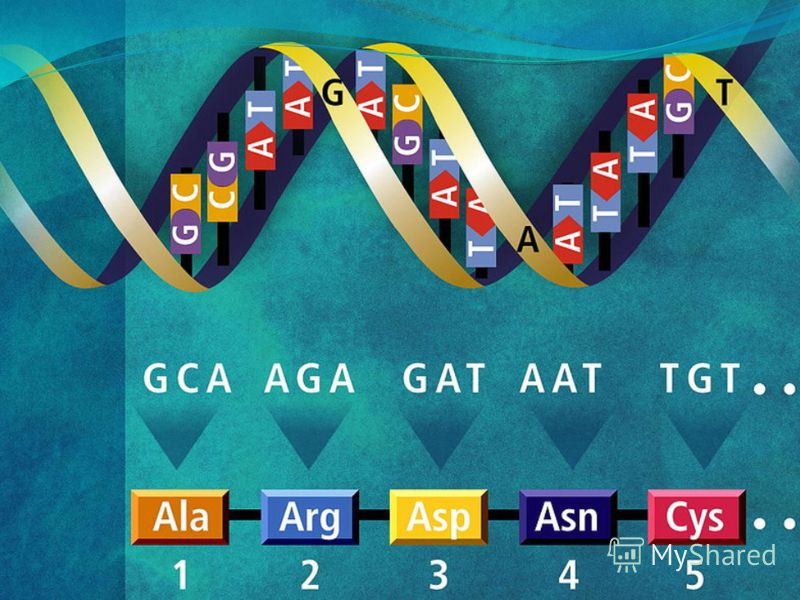 G C
C G
A T
A T
G
A T
G C
A T
T A
A
A T
T A
T A
G C
T
GCA AGA GAT AAT TGT . .
Ala Arg Asp Asn Cys . .
1 2 3 4 5
MyShared